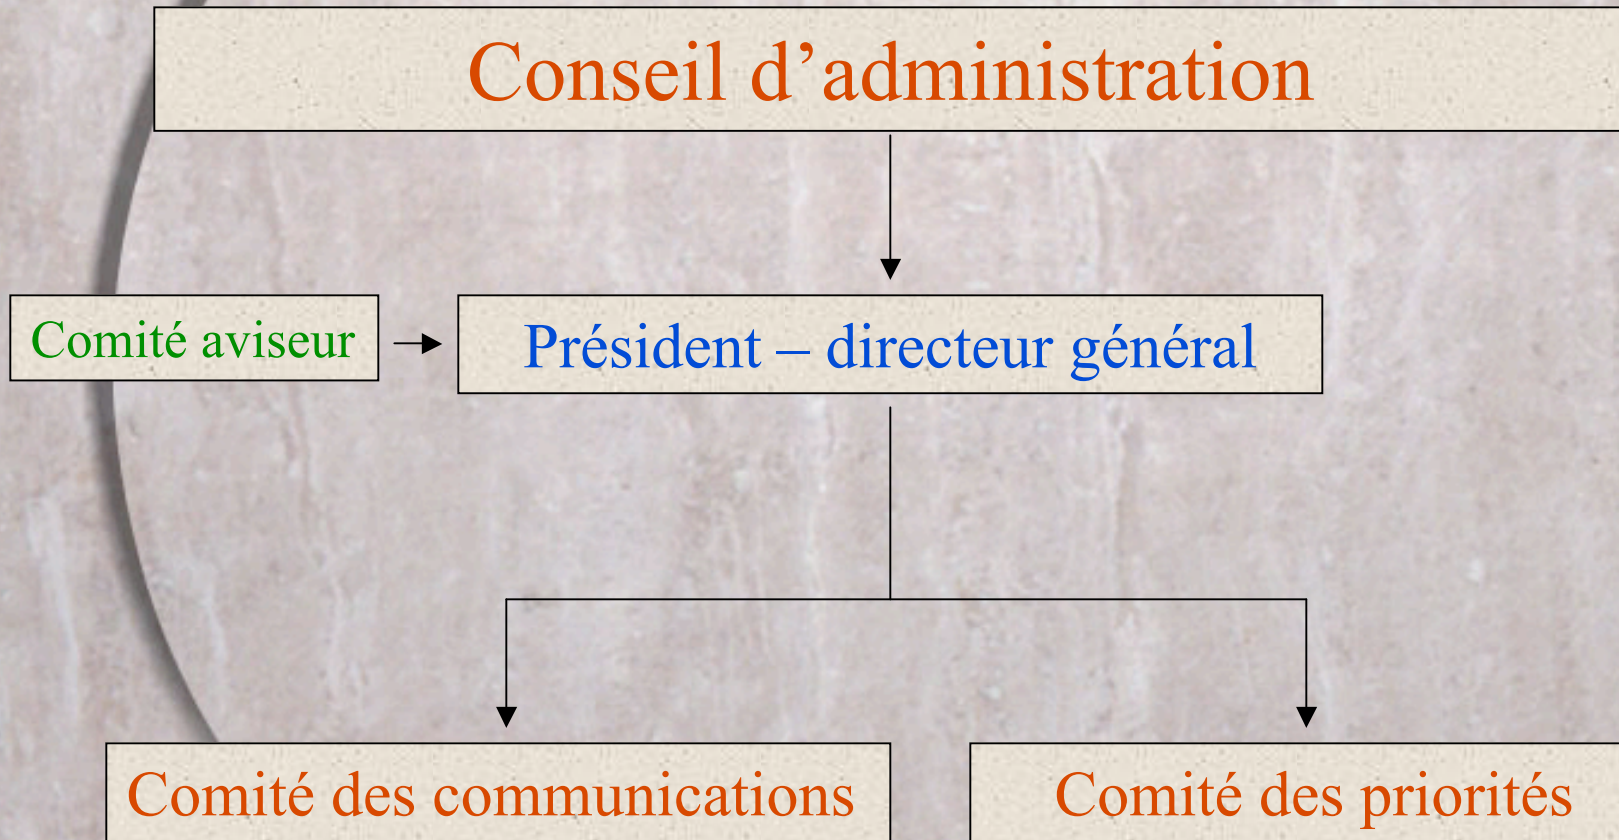 Conseil d’administration
Comité aviseur
Président – directeur général
Comité des communications
Comité des priorités